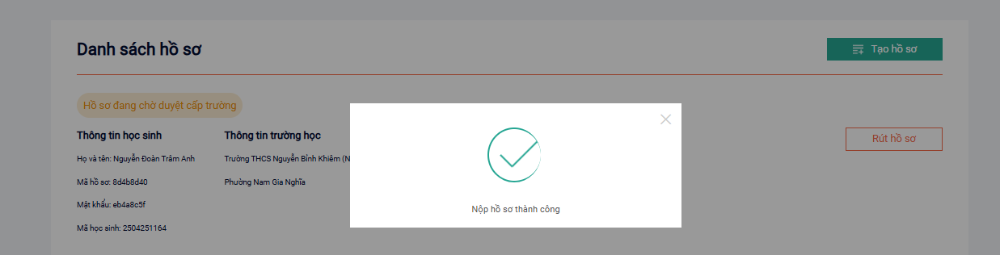 Danh sách hồ sơ
Tạo hồ sơ
Hồ sơ đang chờ duyệt cấp trường
Thông tin học sinh
Thông tin trường học
Rút hồ sơ
Họ và tên: Nguyễn Đoàn Trâm Anh
Trường THCS Nguyễn Bỉnh Khiêm (N
Mã hồ sơ: 8d4b8d40
Phường Nam Gia Nghĩa
Mật khẩu: eb4a8c5f
Nộp hồ sơ thành công
Mã học sinh: 2504251164